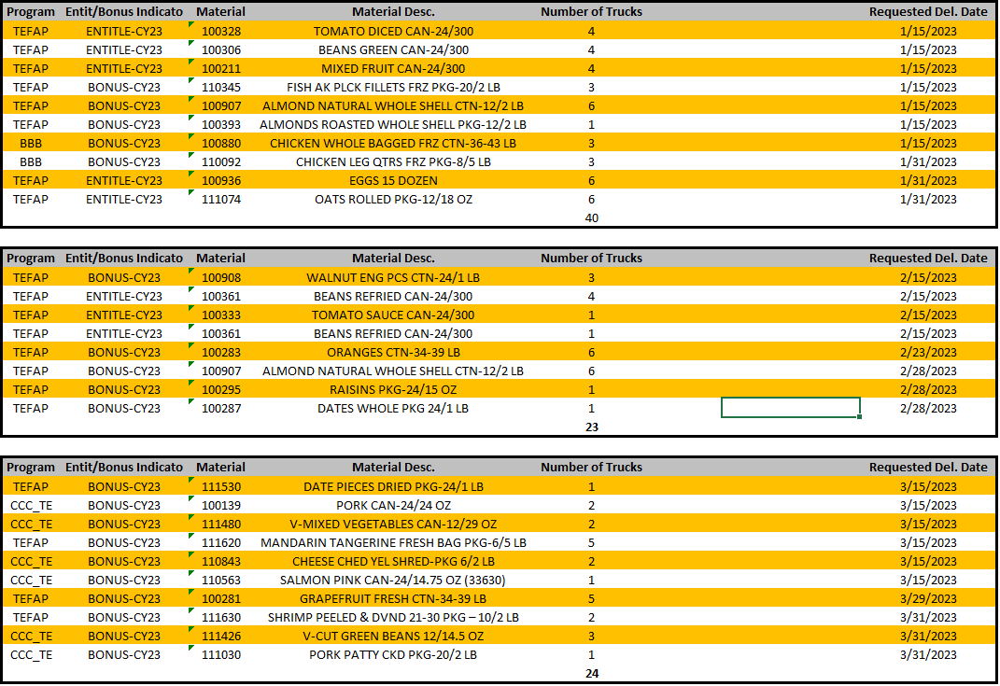 Program Entit/Bonus Indicato Material Material Desc. Number of Trucks Requested Del. Date
TEFAP ENTITLE-CY23 100328 TOMATO DICED CAN-24/300 4 1/15/2023
TEFAP ENTITLE-CY23 100306 BEANS GREEN CAN-24/300 4 1/15/2023
TEFAP ENTITLE-CY23 100211 MIXED FRUIT CAN-24/300 4 1/15/2023
TEFAP BONUS-CY23 110345 FISH AK PLCK FILLETS FRZ PKG-20/2 LB 3 1/15/2023
TEFAP BONUS-CY23 100907 ALMOND NATURAL WHOLE SHELL CTN-12/2 LB 6 1/15/2023
TEFAP BONUS-CY23 100393 ALMONDS ROASTED WHOLE SHELL PKG-12/2 LB 1 1/15/2023
BBB BONUS-CY23 100880 CHICKEN WHOLE BAGGED FRZ CTN-36-43 LB 3 1/15/2023
BBB BONUS-CY23 110092 CHICKEN LEG QTRS FRZ PKG-8/5 LB 3 1/31/2023
TEFAP ENTITLE-CY23 100936 EGGS 15 DOZEN 6 1/31/2023
TEFAP ENTITLE-CY23 111074 OATS ROLLED PKG-12/18 OZ 6 1/31/2023
40
Program Entit/Bonus Indicato Material Material Desc. Number of Trucks Requested Del. Date
TEFAP BONUS-CY23 100908 WALNUT ENG PCS CTN-24/1 LB 3 2/15/2023
TEFAP ENTITLE-CY23 100361 BEANS REFRIED CAN-24/300 4 2/15/2023
TEFAP ENTITLE-CY23 100333 TOMATO SAUCE CAN-24/300 1 2/15/2023
TEFAP ENTITLE-CY23 100361 BEANS REFRIED CAN-24/300 1 2/15/2023
TEFAP BONUS-CY23 100283 ORANGES CTN-34-39 LB 6 2/23/2023
TEFAP BONUS-CY23 100907 ALMOND NATURAL WHOLE SHELL CTN-12/2 LB 6 2/28/2023
TEFAP BONUS-CY23 100295 RAISINS PKG-24/15 OZ 1 2/28/2023
TEFAP BONUS-CY23 100287 DATES WHOLE PKG 24/1 LB 1 2/28/2023
23
Program Entit/Bonus Indicato Material Material Desc. Number of Trucks Requested Del. Date
TEFAP BONUS-CY23 111530 DATE PIECES DRIED PKG-24/1 LB 1 3/15/2023
CCC_TE BONUS-CY23 100139 PORK CAN-24/24 OZ 2 3/15/2023
CCC_TE BONUS-CY23 111480 V-MIXED VEGETABLES CAN-12/29 OZ 2 3/15/2023
TEFAP BONUS-CY23 111620 MANDARIN TANGERINE FRESH BAG PKG-6/5 LB 5 3/15/2023
CCC_TE BONUS-CY23 110843 CHEESE CHED YEL SHRED-PKG 6/2 LB 2 3/15/2023
CCC_TE BONUS-CY23 110563 SALMON PINK CAN-24/14.75 OZ (33630) 1 3/15/2023
TEFAP BONUS-CY23 100281 GRAPEFRUIT FRESH CTN-34-39 LB 5 3/29/2023
TEFAP BONUS-CY23 111630 SHRIMP PEELED & DVND 21-30 PKG – 10/2 LB 2 3/31/2023
CCC_TE BONUS-CY23 111426 V-CUT GREEN BEANS 12/14.5 OZ 3 3/31/2023
CCC_TE BONUS-CY23 111030 PORK PATTY CKD PKG-20/2 LB 1 3/31/2023
24